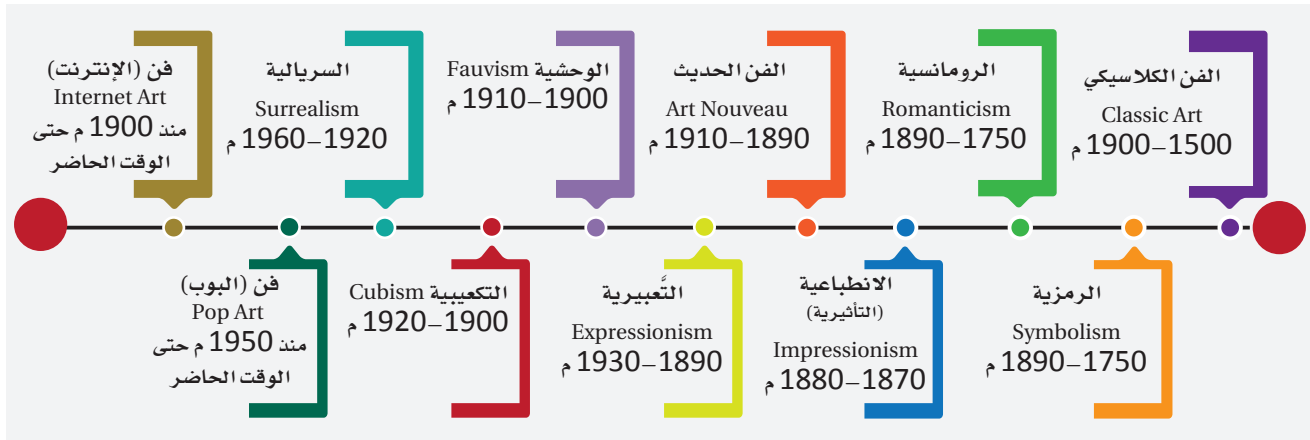 الفن الكلاسيكي
Classic Art
1500–1900 م
الرمزية
Symbolism
1750–1890 م
الرومانسية
Romanticism
1750–1890 م
الانطباعية
(التأثيرية)
Impressionism
1870–1880 م
الفن الحديث
Art Nouveau
1890–1910 م
التَّعبيرية
Expressionism
1890–1930 م
الوحشية Fauvism
1900–1910 م
التكعيبية Cubism
1900–1920 م
السريالية
Surrealism
1920–1960 م
فن (البوب)
Pop Art
منذ 1950 م حتى
الوقت الحاضر
فن (الإنترنت)
Internet Art
منذ 1900 م حتى
الوقت الحاضر